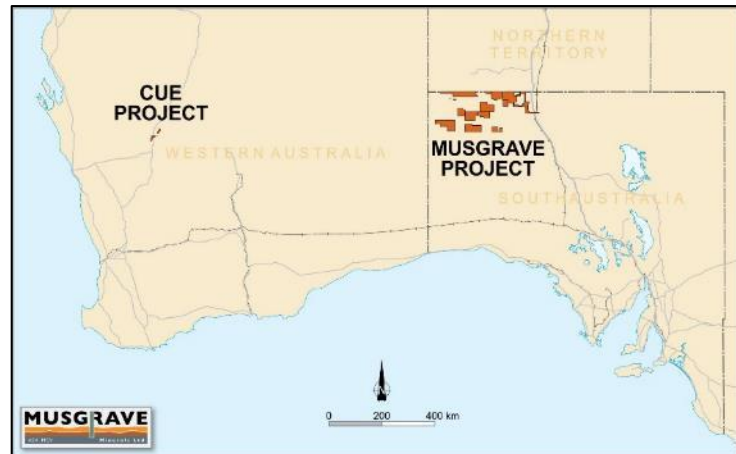 NORTHERN
TERRITORY
CUE
PROJECT
WESTERN AUSTRALIA
MUSGRAVE
PROJECT
SOUTH AUSTRALIA
0 200 400 km
MUSGRAVE
Minerals Ltd